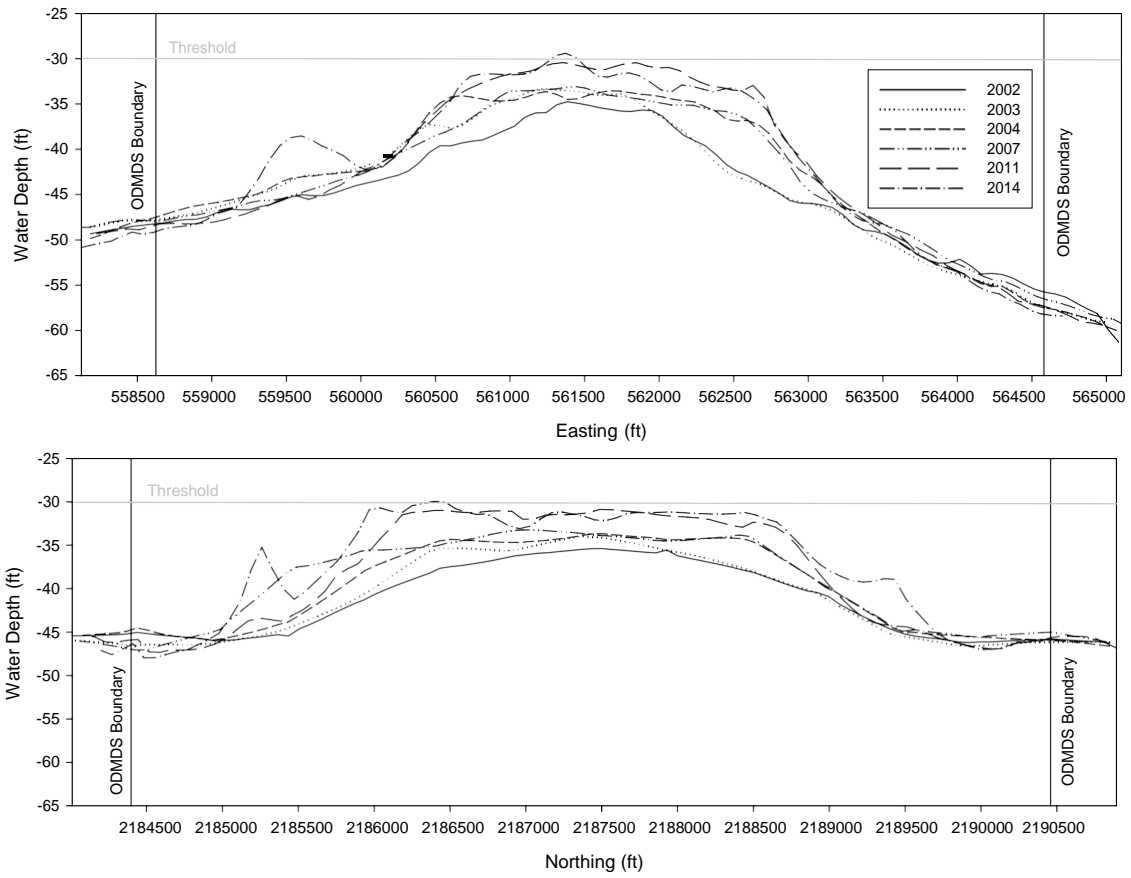 -25
-30
-35
-40
-45
-50
-55
-60
-65
Water Depth (ft)
Threshold
ODMDS Boundary
ODMDS Boundary
2002
2003
2004
2007
2011
2014
558500 559000 559500 560000 560500 561000 561500 562000 562500 563000 563500 564000 564500 565000
Easting (ft)
-25
-30
-35
-40
-45
-50
-55
-60
-65
Water Depth (ft)
Threshold
ODMDS Boundary
ODMDS Boundary
2184500 2185000 2185500 2186000 2186500 2187000 2187500 2188000 2188500 2189000 2189500 2190000 2190500
Northing (ft)